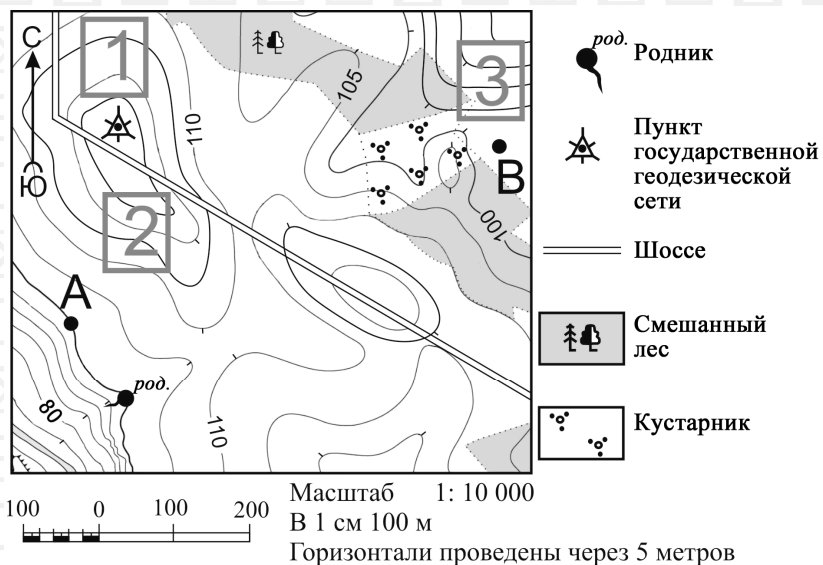 С
Ю
1
2
3
А
В
110
105
100
110
80
род.
род.
Родник
Пункт
государственной
геодезической
сети
Шоссе
Смешанный
лес
Кустарник
100 0 100 200
Масштаб 1: 10 000
В 1 см 100 м
Горизонтали проведены через 5 метров